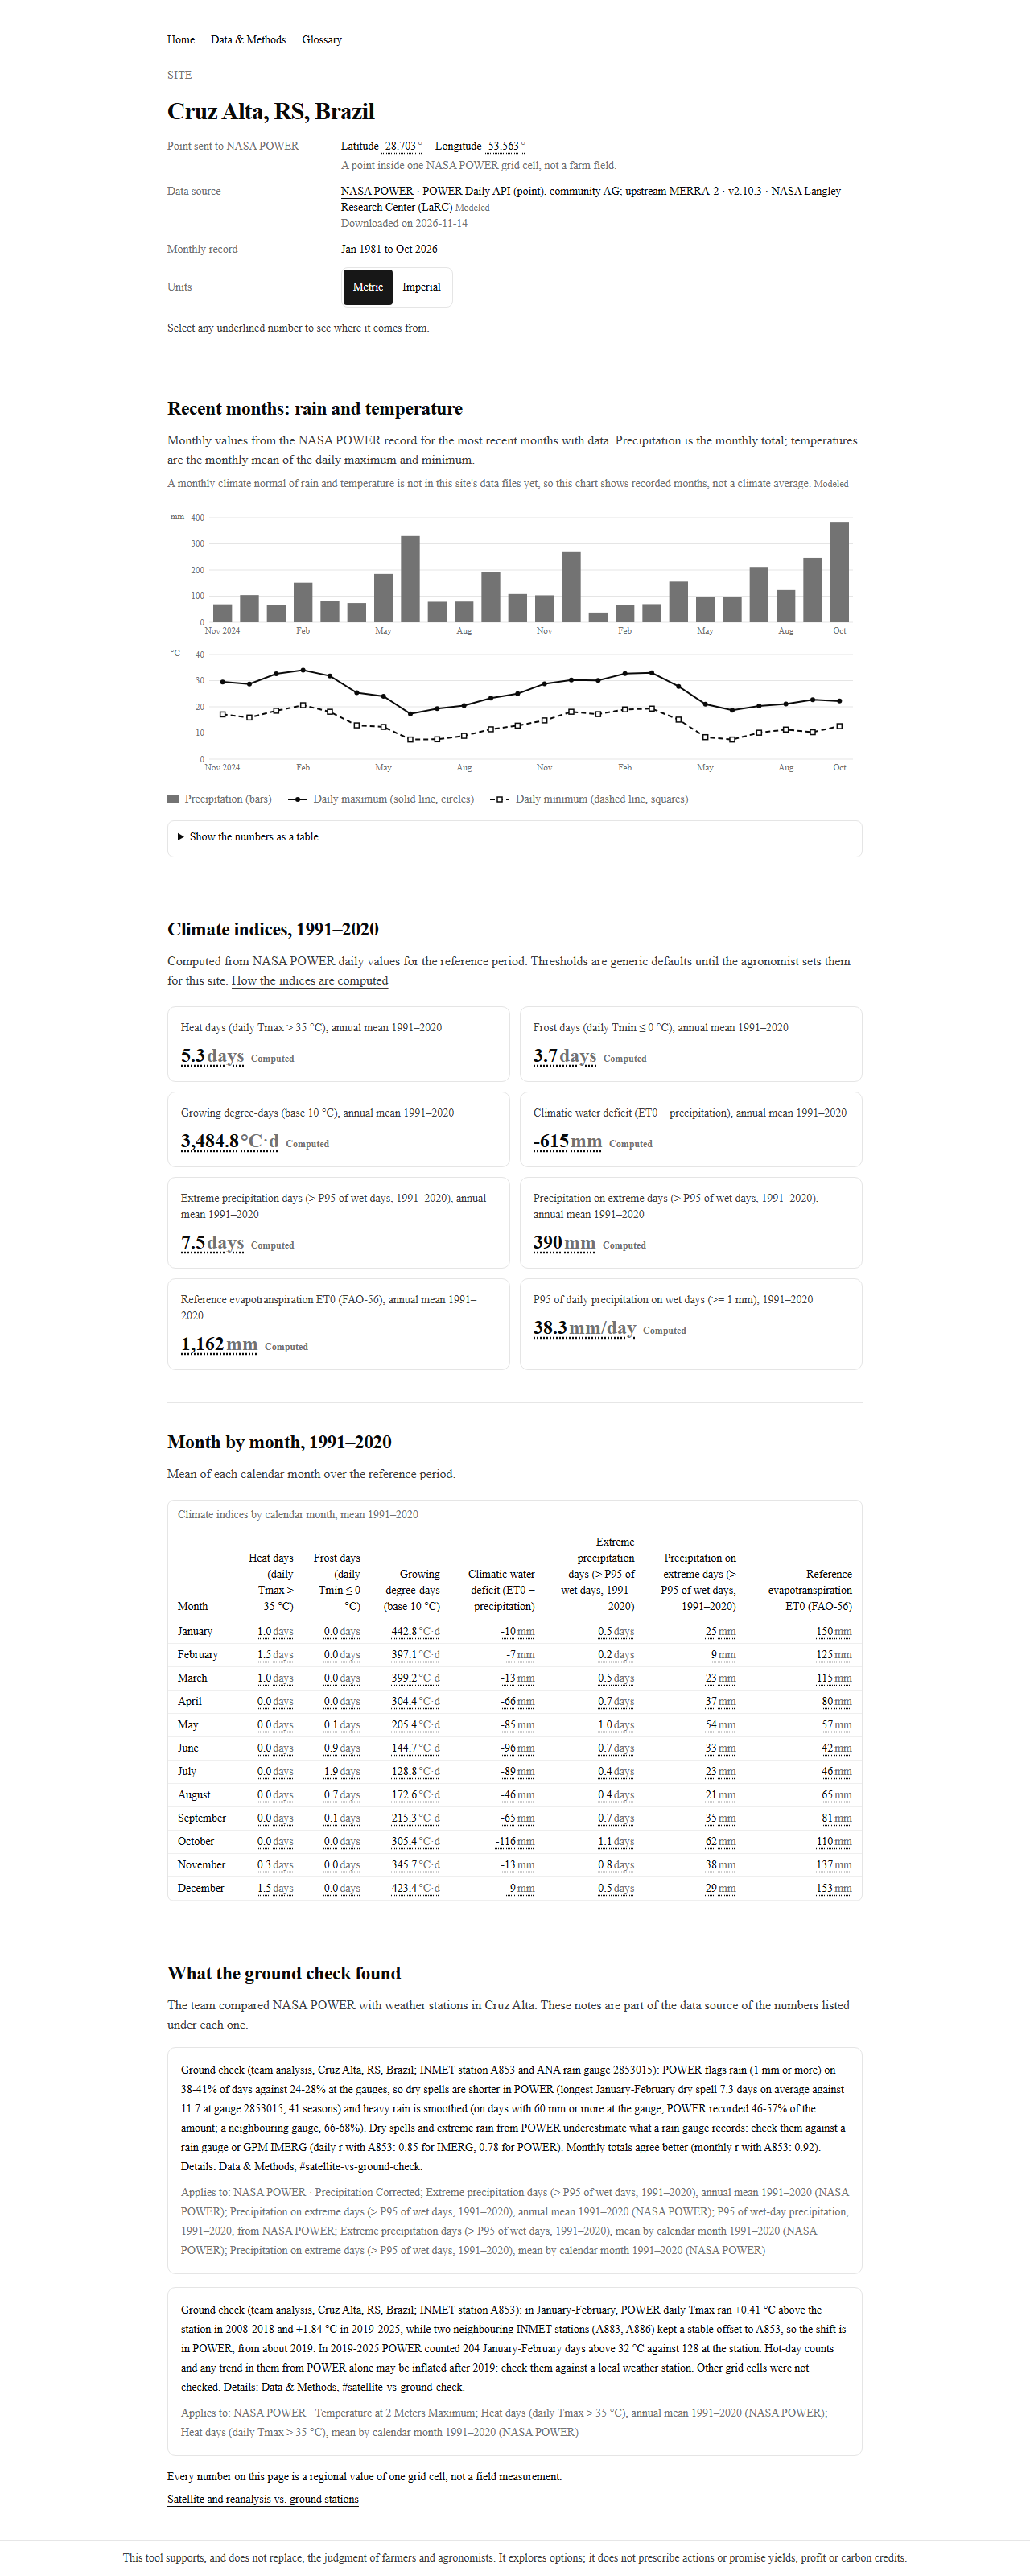 Home Data & Methods Glossary
SITE
Cruz Alta, RS, Brazil
Point sent to NASA POWER
Latitude -28.703° Longitude -53.563°
A point inside one NASA POWER grid cell, not a farm field.
Data source
NASA POWER · POWER Daily API (point), community AG; upstream MERRA-2 · v2.10.3 · NASA Langley
Research Center (LaRC) Modeled
Downloaded on 2026-11-14
Monthly record
Jan 1981 to Oct 2026
Units
Metric Imperial
Select any underlined number to see where it comes from.
Recent months: rain and temperature
Monthly values from the NASA POWER record for the most recent months with data. Precipitation is the monthly total; temperatures
are the monthly mean of the daily maximum and minimum.
A monthly climate normal of rain and temperature is not in this site's data files yet, so this chart shows recorded months, not a climate average. Modeled
mm 400
300
200
100
0
Nov 2024 Feb May Aug Nov Feb May Aug Oct
°C 40
30
20
10
0
Nov 2024 Feb May Aug Nov Feb May Aug Oct
Precipitation (bars) Daily maximum (solid line, circles) Daily minimum (dashed line, squares)
Show the numbers as a table
Climate indices, 1991–2020
Computed from NASA POWER daily values for the reference period. Thresholds are generic defaults until the agronomist sets them
for this site. How the indices are computed
Heat days (daily Tmax > 35 °C), annual mean 1991–2020
5.3 days Computed
Frost days (daily Tmin ≤ 0 °C), annual mean 1991–2020
3.7 days Computed
Growing degree-days (base 10 °C), annual mean 1991–2020
3,484.8 °C·d Computed
Climatic water deficit (ET0 − precipitation), annual mean 1991–2020
-615 mm Computed
Extreme precipitation days (> P95 of wet days, 1991–2020), annual
mean 1991–2020
7.5 days Computed
Precipitation on extreme days (> P95 of wet days, 1991–2020),
annual mean 1991–2020
390 mm Computed
Reference evapotranspiration ET0 (FAO-56), annual mean 1991–
2020
1,162 mm Computed
P95 of daily precipitation on wet days (>= 1 mm), 1991–2020
38.3 mm/day Computed
Month by month, 1991–2020
Mean of each calendar month over the reference period.
Climate indices by calendar month, mean 1991–2020
Month
Heat days
(daily
Tmax >
35 °C)
Frost days
(daily
Tmin ≤ 0
°C)
Growing
degree-days
(base 10 °C)
Climatic water
deficit (ET0 −
precipitation)
Extreme
precipitation
days (> P95 of
wet days, 1991–
2020)
Precipitation on
extreme days (>
P95 of wet days,
1991–2020)
Reference
evapotranspiration
ET0 (FAO-56)
January 1.0 days 0.0 days 442.8 °C·d -10 mm 0.5 days 25 mm 150 mm
February 1.5 days 0.0 days 397.1 °C·d -7 mm 0.2 days 9 mm 125 mm
March 1.0 days 0.0 days 399.2 °C·d -13 mm 0.5 days 23 mm 115 mm
April 0.0 days 0.0 days 304.4 °C·d -66 mm 0.7 days 37 mm 80 mm
May 0.0 days 0.1 days 205.4 °C·d -85 mm 1.0 days 54 mm 57 mm
June 0.0 days 0.9 days 144.7 °C·d -96 mm 0.7 days 33 mm 42 mm
July 0.0 days 1.9 days 128.8 °C·d -89 mm 0.4 days 23 mm 46 mm
August 0.0 days 0.7 days 172.6 °C·d -46 mm 0.4 days 21 mm 65 mm
September 0.0 days 0.1 days 215.3 °C·d -65 mm 0.7 days 35 mm 81 mm
October 0.0 days 0.0 days 305.4 °C·d -116 mm 1.1 days 62 mm 110 mm
November 0.3 days 0.0 days 345.7 °C·d -13 mm 0.8 days 38 mm 137 mm
December 1.5 days 0.0 days 423.4 °C·d -9 mm 0.5 days 29 mm 153 mm
What the ground check found
The team compared NASA POWER with weather stations in Cruz Alta. These notes are part of the data source of the numbers listed
under each one.
Ground check (team analysis, Cruz Alta, RS, Brazil; INMET station A853 and ANA rain gauge 2853015): POWER flags rain (1 mm or more) on
38-41% of days against 24-28% at the gauges, so dry spells are shorter in POWER (longest January-February dry spell 7.3 days on average against
11.7 at gauge 2853015, 41 seasons) and heavy rain is smoothed (on days with 60 mm or more at the gauge, POWER recorded 46-57% of the
amount; a neighbouring gauge, 66-68%). Dry spells and extreme rain from POWER underestimate what a rain gauge records: check them against a
rain gauge or GPM IMERG (daily r with A853: 0.85 for IMERG, 0.78 for POWER). Monthly totals agree better (monthly r with A853: 0.92).
Details: Data & Methods, #satellite-vs-ground-check.
Applies to: NASA POWER · Precipitation Corrected; Extreme precipitation days (> P95 of wet days, 1991–2020), annual mean 1991–2020 (NASA
POWER); Precipitation on extreme days (> P95 of wet days, 1991–2020), annual mean 1991–2020 (NASA POWER); P95 of wet-day precipitation,
1991–2020, from NASA POWER; Extreme precipitation days (> P95 of wet days, 1991–2020), mean by calendar month 1991–2020 (NASA
POWER); Precipitation on extreme days (> P95 of wet days, 1991–2020), mean by calendar month 1991–2020 (NASA POWER)
Ground check (team analysis, Cruz Alta, RS, Brazil; INMET station A853): in January-February, POWER daily Tmax ran +0.41 °C above the
station in 2008-2018 and +1.84 °C in 2019-2025, while two neighbouring INMET stations (A883, A886) kept a stable offset to A853, so the shift is
in POWER, from about 2019. In 2019-2025 POWER counted 204 January-February days above 32 °C against 128 at the station. Hot-day counts
and any trend in them from POWER alone may be inflated after 2019: check them against a local weather station. Other grid cells were not
checked. Details: Data & Methods, #satellite-vs-ground-check.
Applies to: NASA POWER · Temperature at 2 Meters Maximum; Heat days (daily Tmax > 35 °C), annual mean 1991–2020 (NASA POWER);
Heat days (daily Tmax > 35 °C), mean by calendar month 1991–2020 (NASA POWER)
Every number on this page is a regional value of one grid cell, not a field measurement.
Satellite and reanalysis vs. ground stations
This tool supports, and does not replace, the judgment of farmers and agronomists. It explores options; it does not prescribe actions or promise yields, profit or carbon credits.